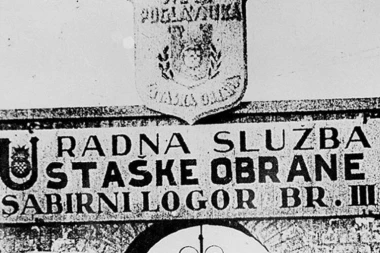 POGLAVNIKA
RADNA SLUŽBA
USTAŠKE OBRANE
SABIRNI LOGOR BR. III